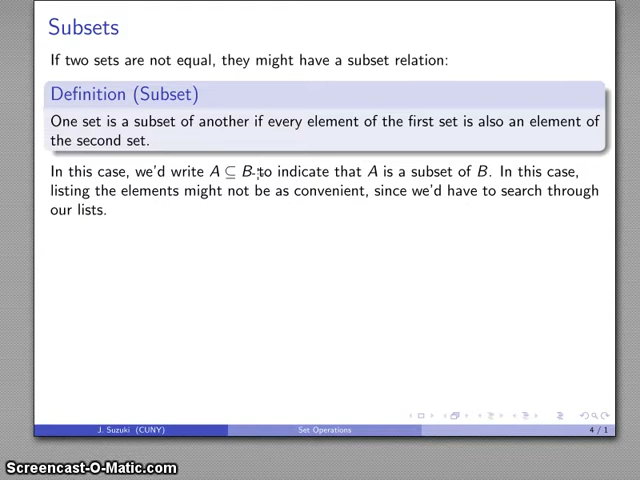 Subsets
If two sets are not equal, they might have a subset relation:
Definition (Subset)
One set is a subset of another if every element of the first set is also an element of
the second set.
In this case, we'd write A ⊆ B to indicate that A is a subset of B. In this case,
listing the elements might not be as convenient, since we'd have to search through
our lists.
J. Suzuki (CUNY)
Set Operations
4 / 1
Screencast-O-Matic.com